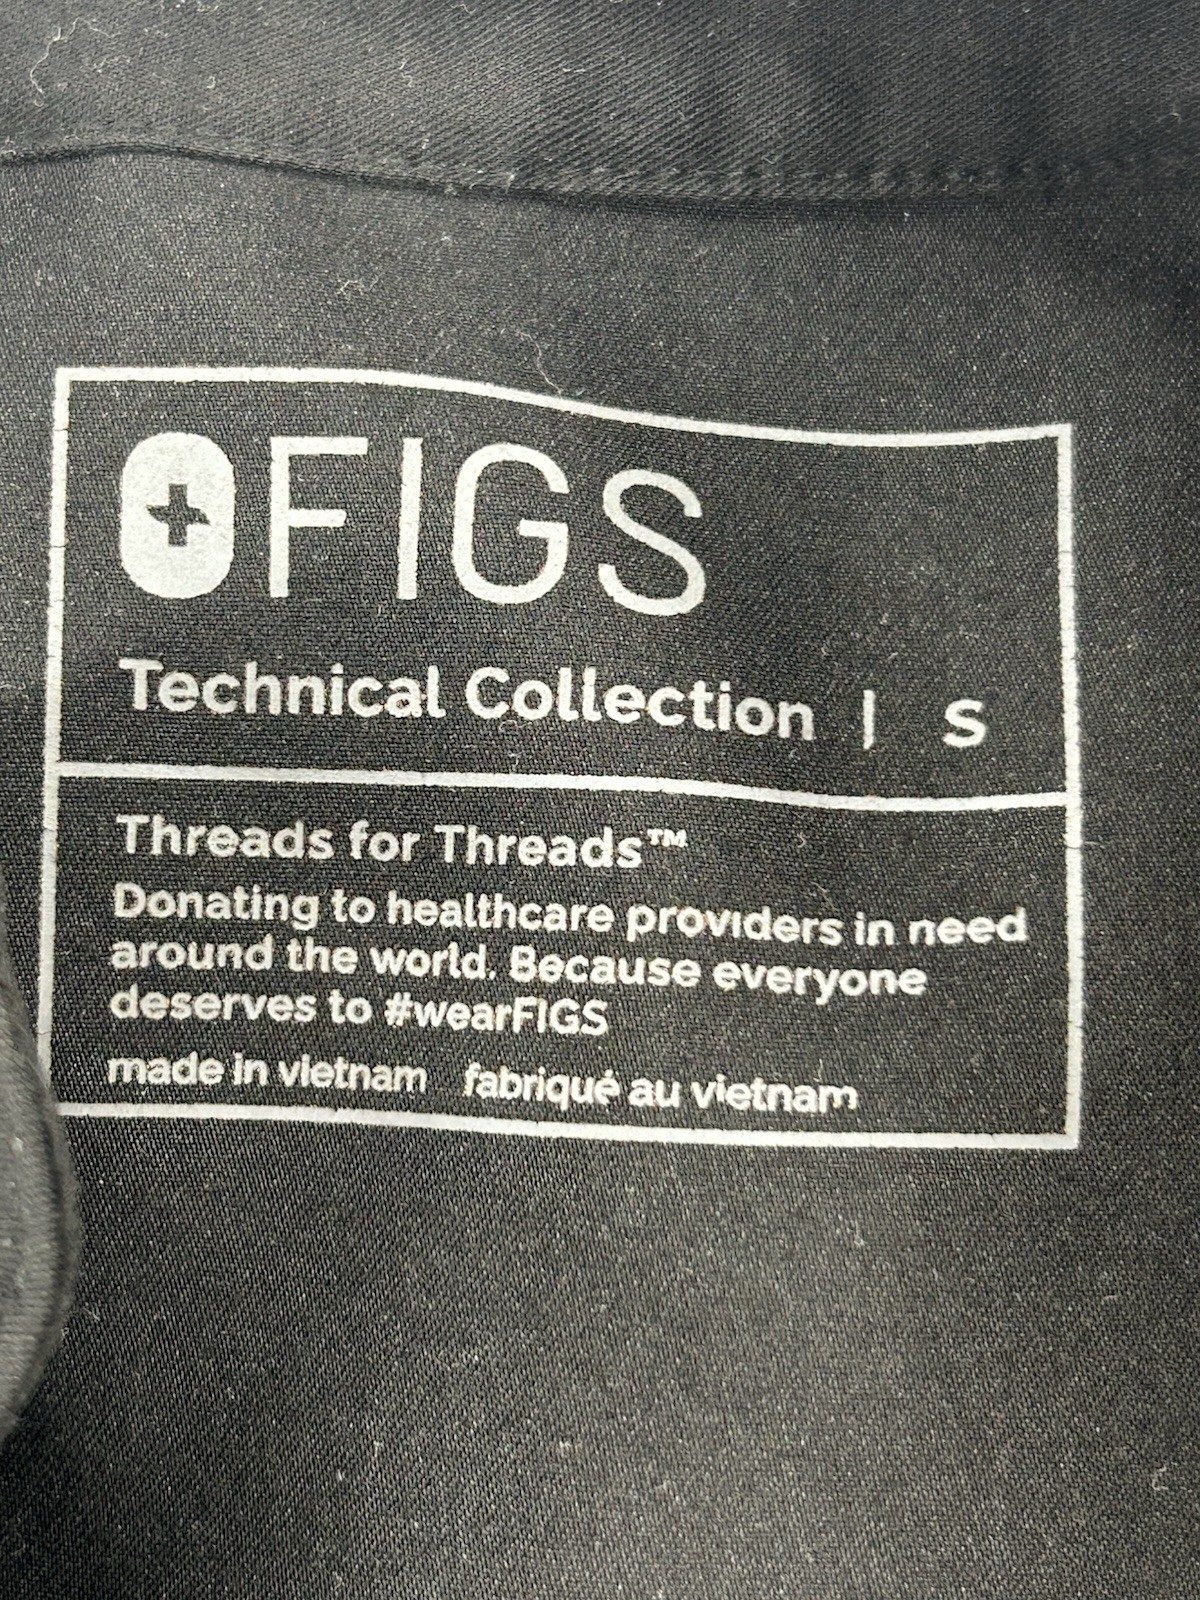 FIGS
Technical Collection | S
Threads for Threads™
Donating to healthcare providers in need
around the world. Because everyone
deserves to #wearFIGS
made in vietnam fabriqué au vietnam